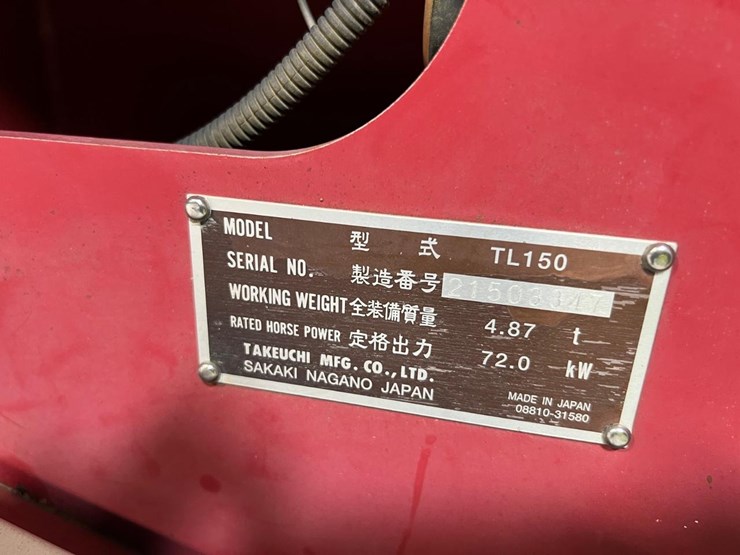 MODEL 型式 TL150
SERIAL NO. 製造番号
WORKING WEIGHT 全装備質量 4.87 t
RATED HORSE POWER 定格出力 72.0 kW
TAKEUCHI MFG. CO., LTD.
SAKAKI NAGANO JAPAN
MADE IN JAPAN
08810-31580